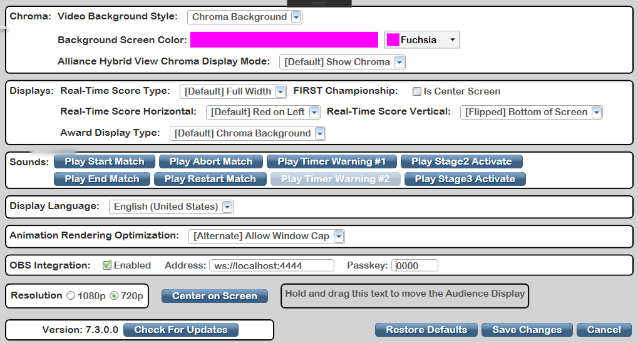 Chroma: Video Background Style: Chroma Background
Background Screen Color: Fuchsia
Alliance Hybrid View Chroma Display Mode: [Default] Show Chroma
Displays: Real-Time Score Type: [Default] Full Width FIRST Championship: Is Center Screen
Real-Time Score Horizontal: [Default] Red on Left Real-Time Score Vertical: [Flipped] Bottom of Screen
Award Display Type: [Default] Chroma Background
Sounds: Play Start Match Play Abort Match Play Timer Warning #1 Play Stage2 Activate
Play End Match Play Restart Match Play Timer Warning #2 Play Stage3 Activate
Display Language: English (United States)
Animation Rendering Optimization: [Alternate] Allow Window Cap
OBS Integration: Enabled Address: ws://localhost:4444 Passkey: 0000
Resolution 1080p 720p Center on Screen Hold and drag this text to move the Audience Display
Version: 7.3.0.0 Check For Updates Restore Defaults Save Changes Cancel